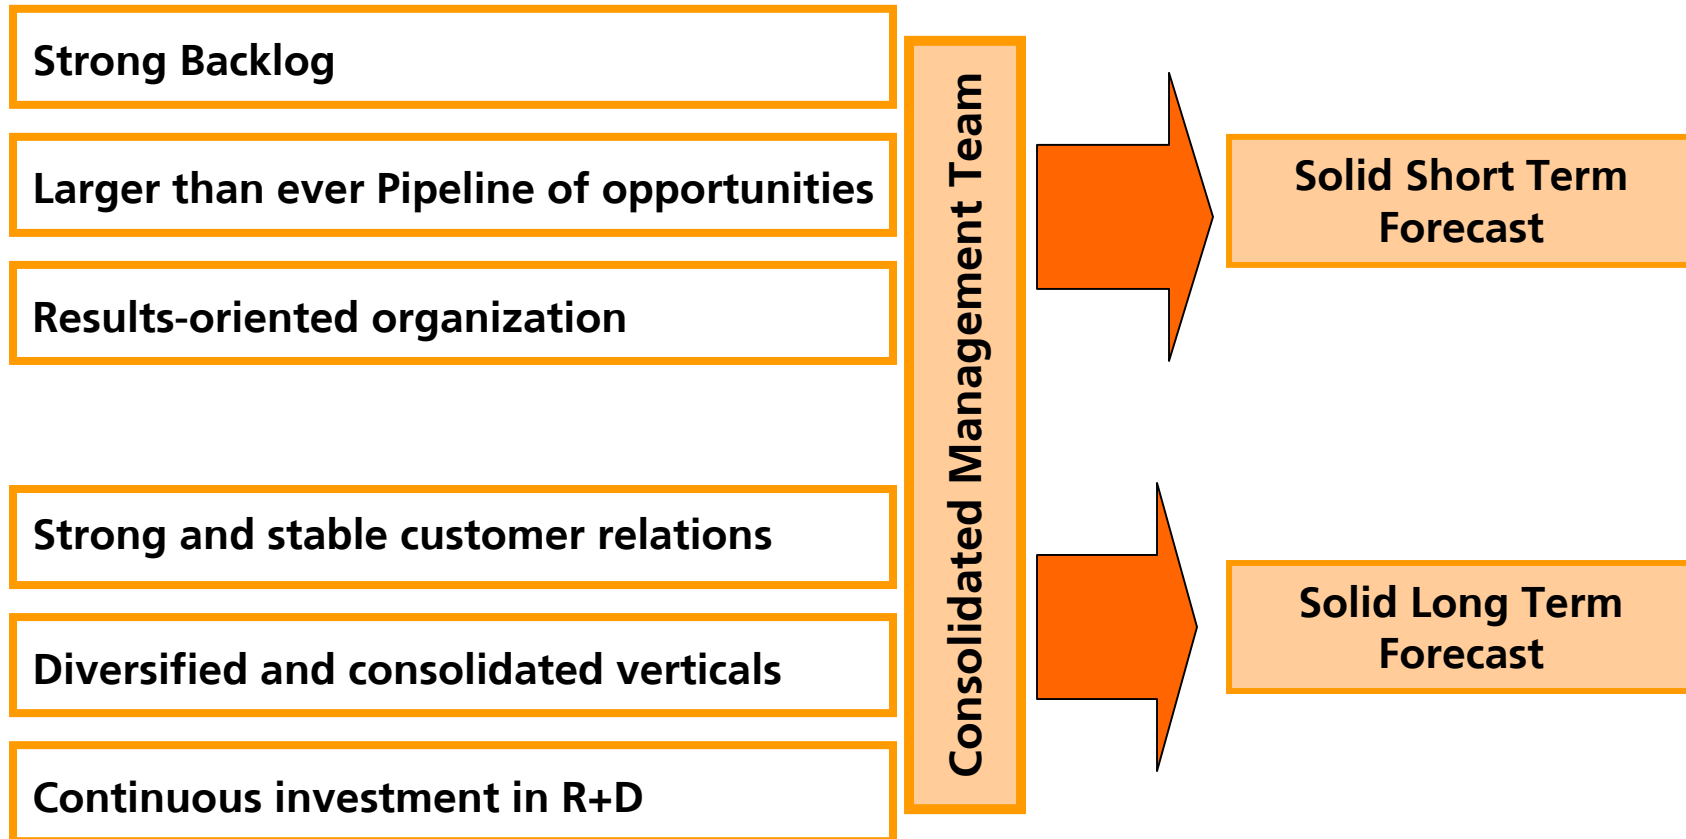 Strong Backlog
Larger than ever Pipeline of opportunities
Results-oriented organization
Strong and stable customer relations
Diversified and consolidated verticals
Continuous investment in R+D
Consolidated Management Team
Solid Short Term
Forecast
Solid Long Term
Forecast